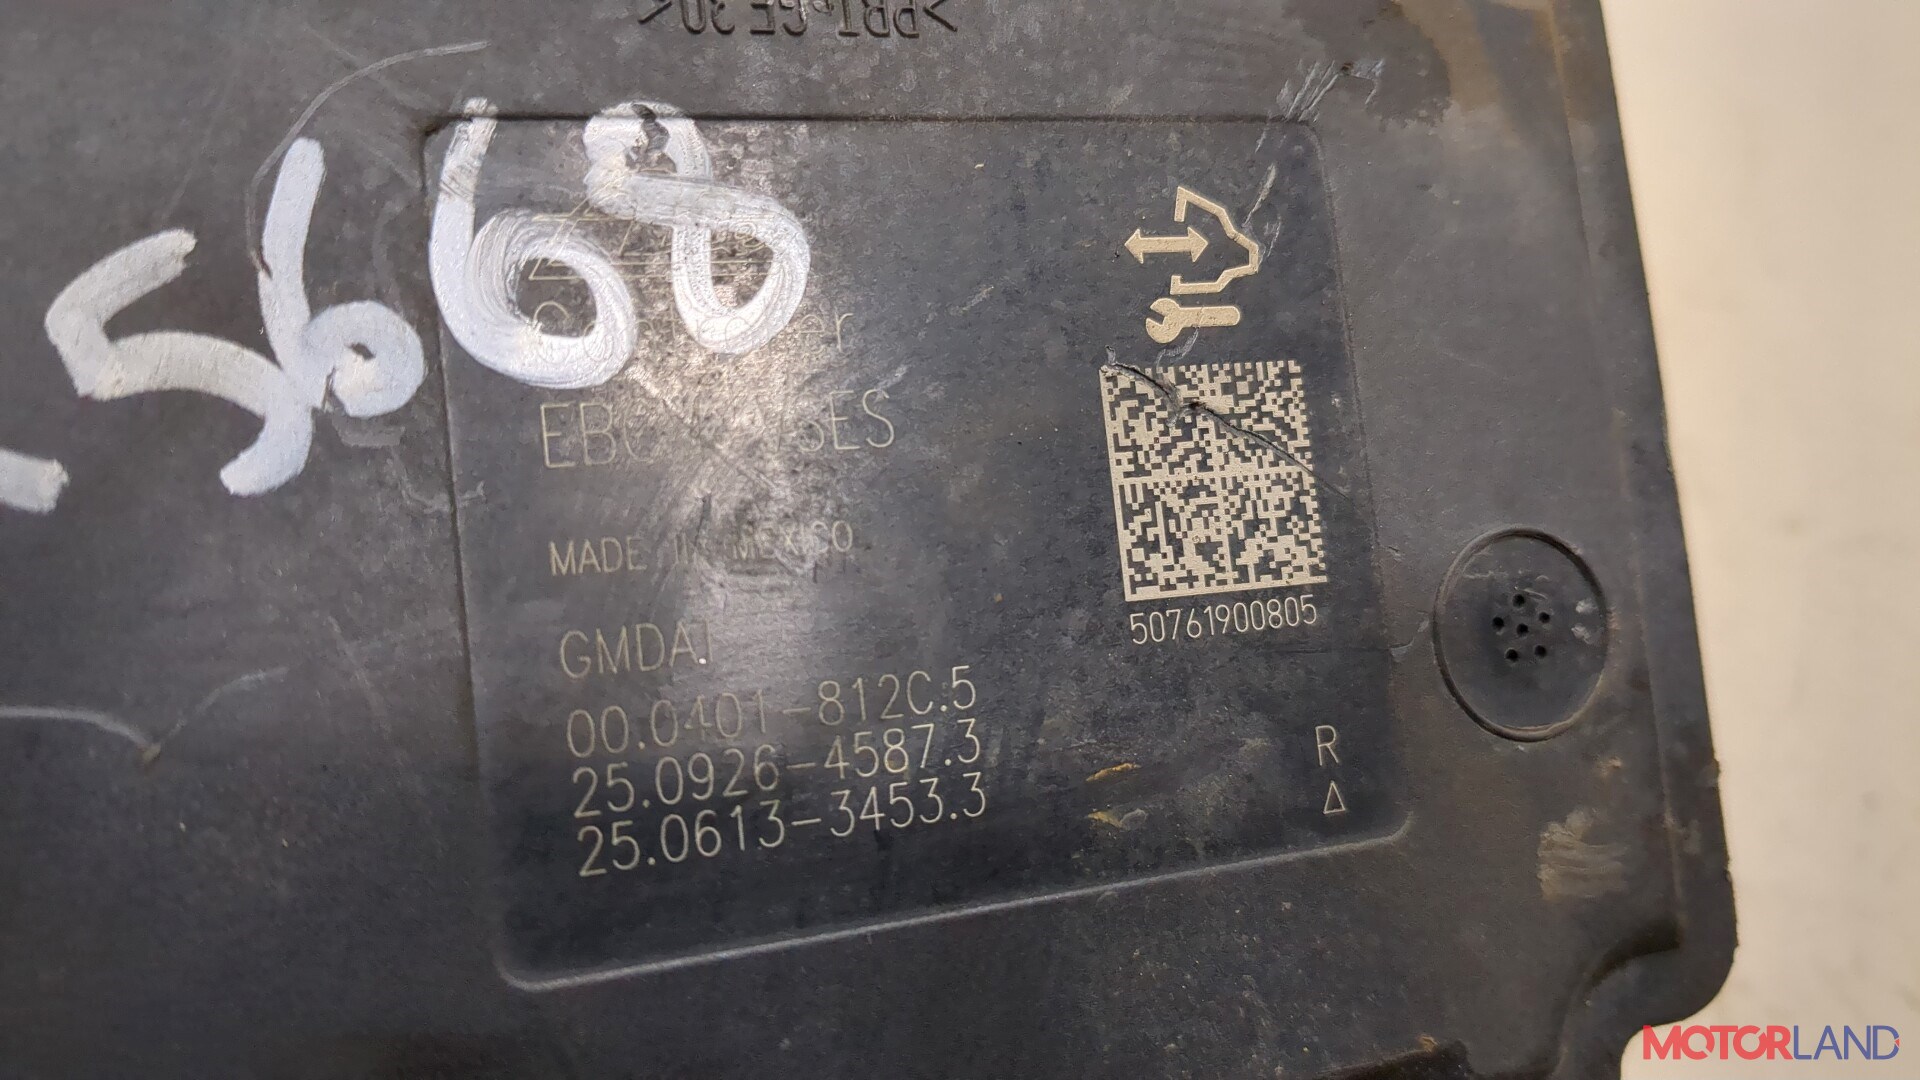 >PBT-GF30<
5668
MADE IN MEXICO
GMDAT
00.0401-812C.5
25.0926-4587.3
25.0613-3453.3
50761900805
R
MOTORLAND